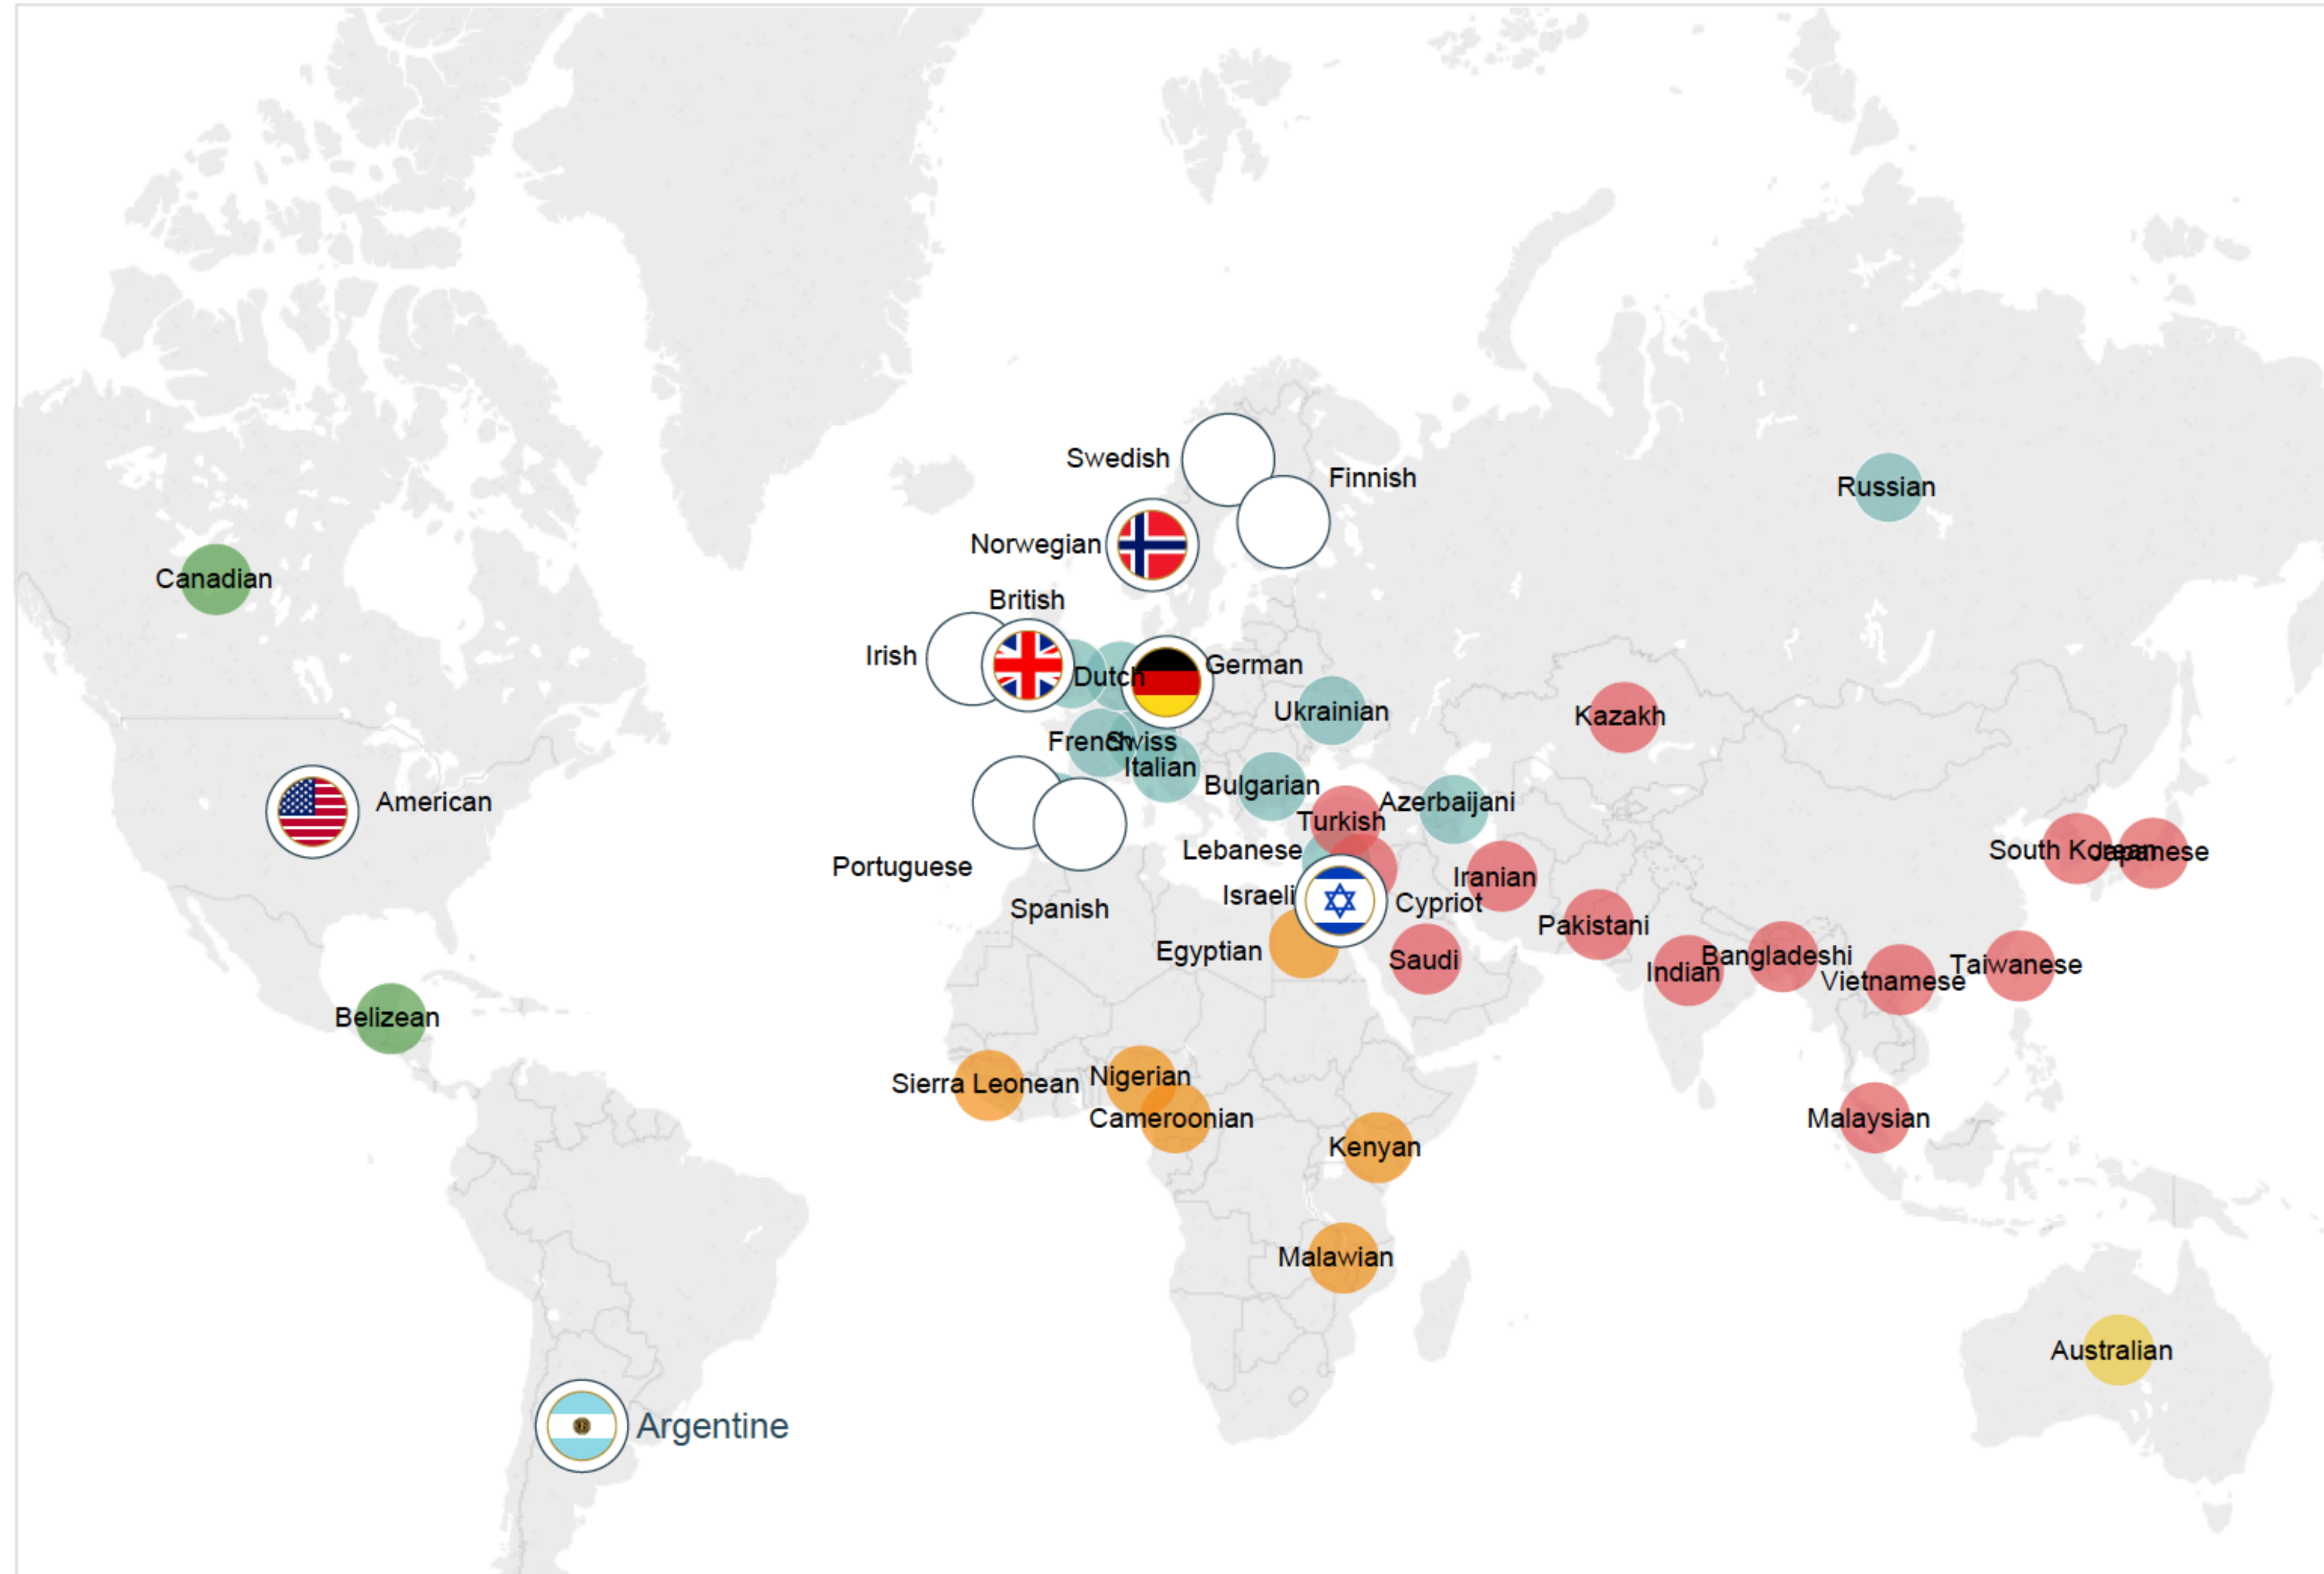 Swedish
Finnish
Russian
Norwegian
Canadian
British
Irish
Dutch
German
Ukrainian
Kazakh
French
Swiss
Italian
Bulgarian
American
Azerbaijani
Turkish
Lebanese
South Korean
Japanese
Portuguese
Iranian
Israeli
Cypriot
Spanish
Pakistani
Egyptian
Saudi
Bangladeshi
Indian
Taiwanese
Vietnamese
Belizean
Sierra Leonean
Nigerian
Cameroonian
Malaysian
Kenyan
Malawian
Australian
Argentine